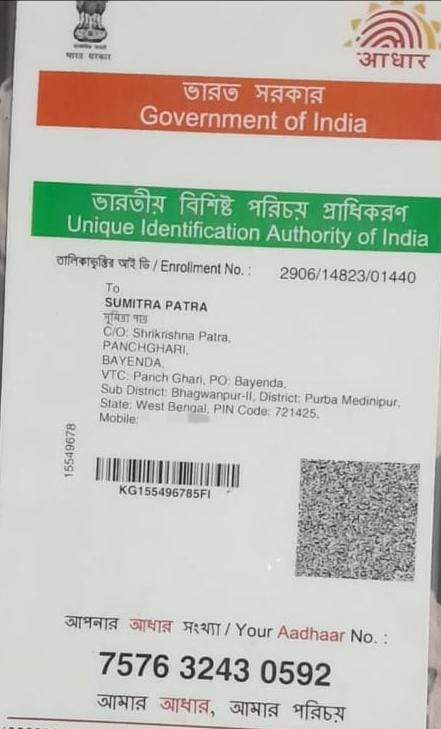 भारत सरकार
आधार
ভারত সরকার
Government of India
ভারতীয় বিশিষ্ট পরিচয় প্রাধিকরণ
Unique Identification Authority of India
তালিকাভুক্তির আই ডি / Enrollment No. : 2906/14823/01440
To
SUMITRA PATRA
সুমিত্রা পাত্র
C/O: Shrikrishna Patra,
PANCHGHARI,
BAYENDA,
VTC: Panch Ghari, PO: Bayenda,
Sub District: Bhagwanpur-II, District: Purba Medinipur,
State: West Bengal, PIN Code: 721425,
Mobile:
15549678
KG155496785FI
আপনার আধার সংখ্যা / Your Aadhaar No. :
7576 3243 0592
আমার আধার, আমার পরিচয়